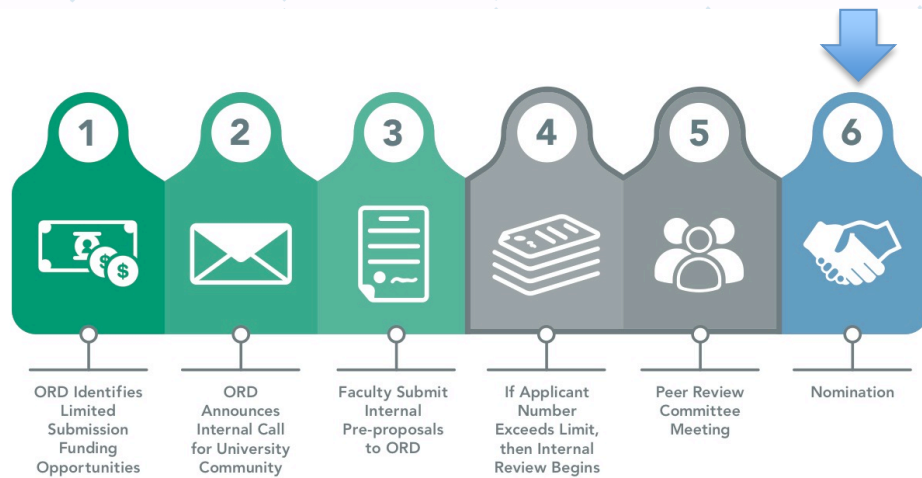 1
2
3
4
5
6
$
$
ORD Identifies
Limited
Submission
Funding
Opportunities
ORD
Announces
Internal Call
for University
Community
Faculty Submit
Internal
Pre-proposals
to ORD
If Applicant
Number
Exceeds Limit,
then Internal
Review Begins
Peer Review
Committee
Meeting
Nomination